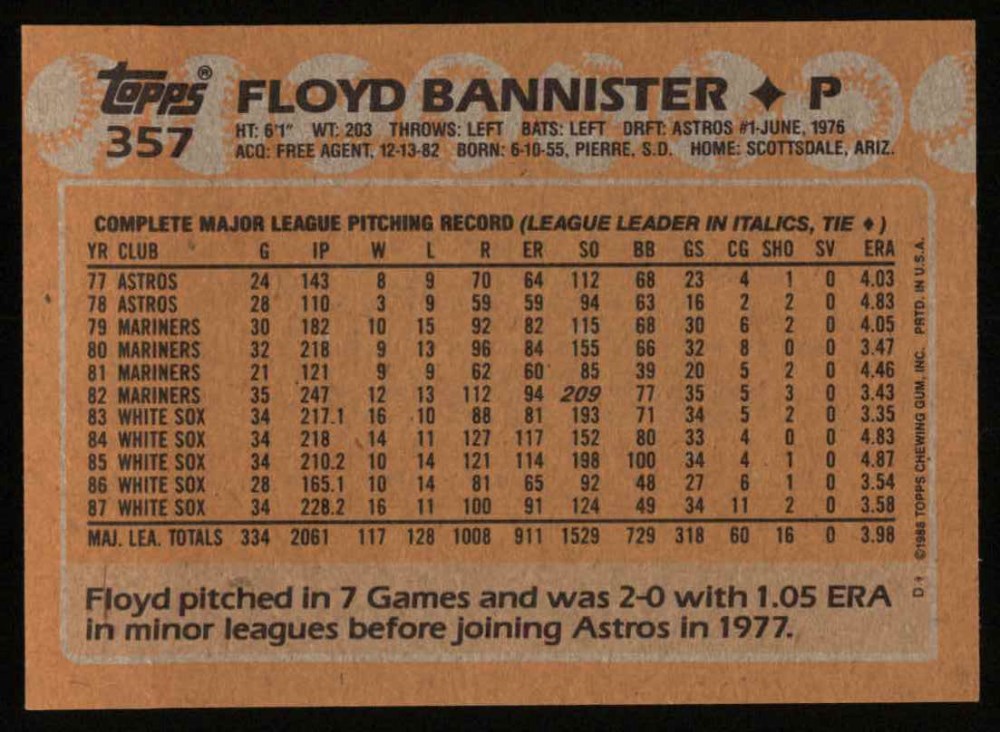 topps® FLOYD BANNISTER ✦ P
357
HT: 6'1" WT: 203 THROWS: LEFT BATS: LEFT DRFT: ASTROS #1-JUNE, 1976
ACQ: FREE AGENT, 12-13-82 BORN: 6-10-55, PIERRE, S.D. HOME: SCOTTSDALE, ARIZ.
COMPLETE MAJOR LEAGUE PITCHING RECORD (LEAGUE LEADER IN ITALICS, TIE ♦)
YR CLUB G IP W L R ER SO BB GS CG SHO SV ERA
77 ASTROS 24 143 8 9 70 64 112 68 23 4 1 0 4.03
78 ASTROS 28 110 3 9 59 59 94 63 16 2 2 0 4.83
79 MARINERS 30 182 10 15 92 82 115 68 30 6 2 0 4.05
80 MARINERS 32 218 9 13 96 84 155 66 32 8 0 0 3.47
81 MARINERS 21 121 9 9 62 60 85 39 20 5 2 0 4.46
82 MARINERS 35 247 12 13 112 94 209 77 35 5 3 0 3.43
83 WHITE SOX 34 217.1 16 10 88 81 193 71 34 5 2 0 3.35
84 WHITE SOX 34 218 14 11 127 117 152 80 33 4 0 0 4.83
85 WHITE SOX 34 210.2 10 14 121 114 198 100 34 4 1 0 4.87
86 WHITE SOX 28 165.1 10 14 81 65 92 48 27 6 1 0 3.54
87 WHITE SOX 34 228.2 16 11 100 91 124 49 34 11 2 0 3.58
MAJ. LEA. TOTALS 334 2061 117 128 1008 911 1529 729 318 60 16 0 3.98
Floyd pitched in 7 Games and was 2-0 with 1.05 ERA
in minor leagues before joining Astros in 1977.
D* ©1988 TOPPS CHEWING GUM, INC. PRTD. IN U.S.A.